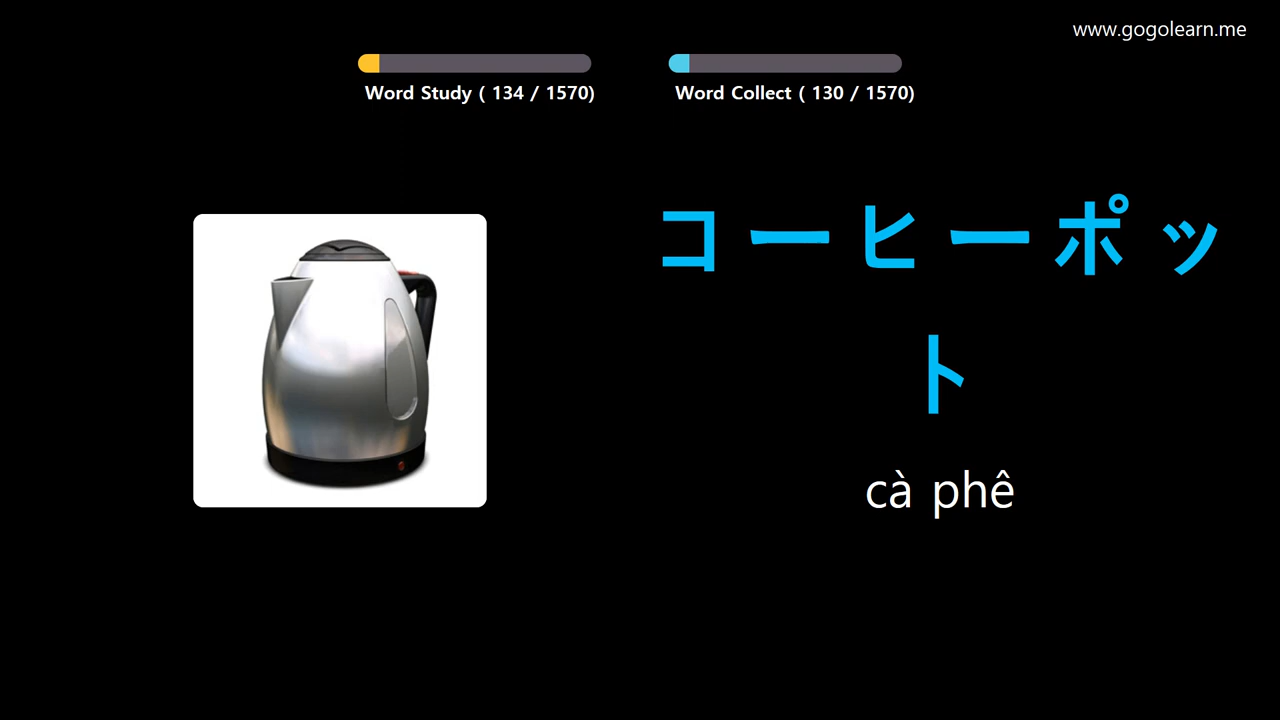 www.gogolearn.me
Word Study ( 134 / 1570)
Word Collect ( 130 / 1570)
コーヒーポッ
ト
cà phê